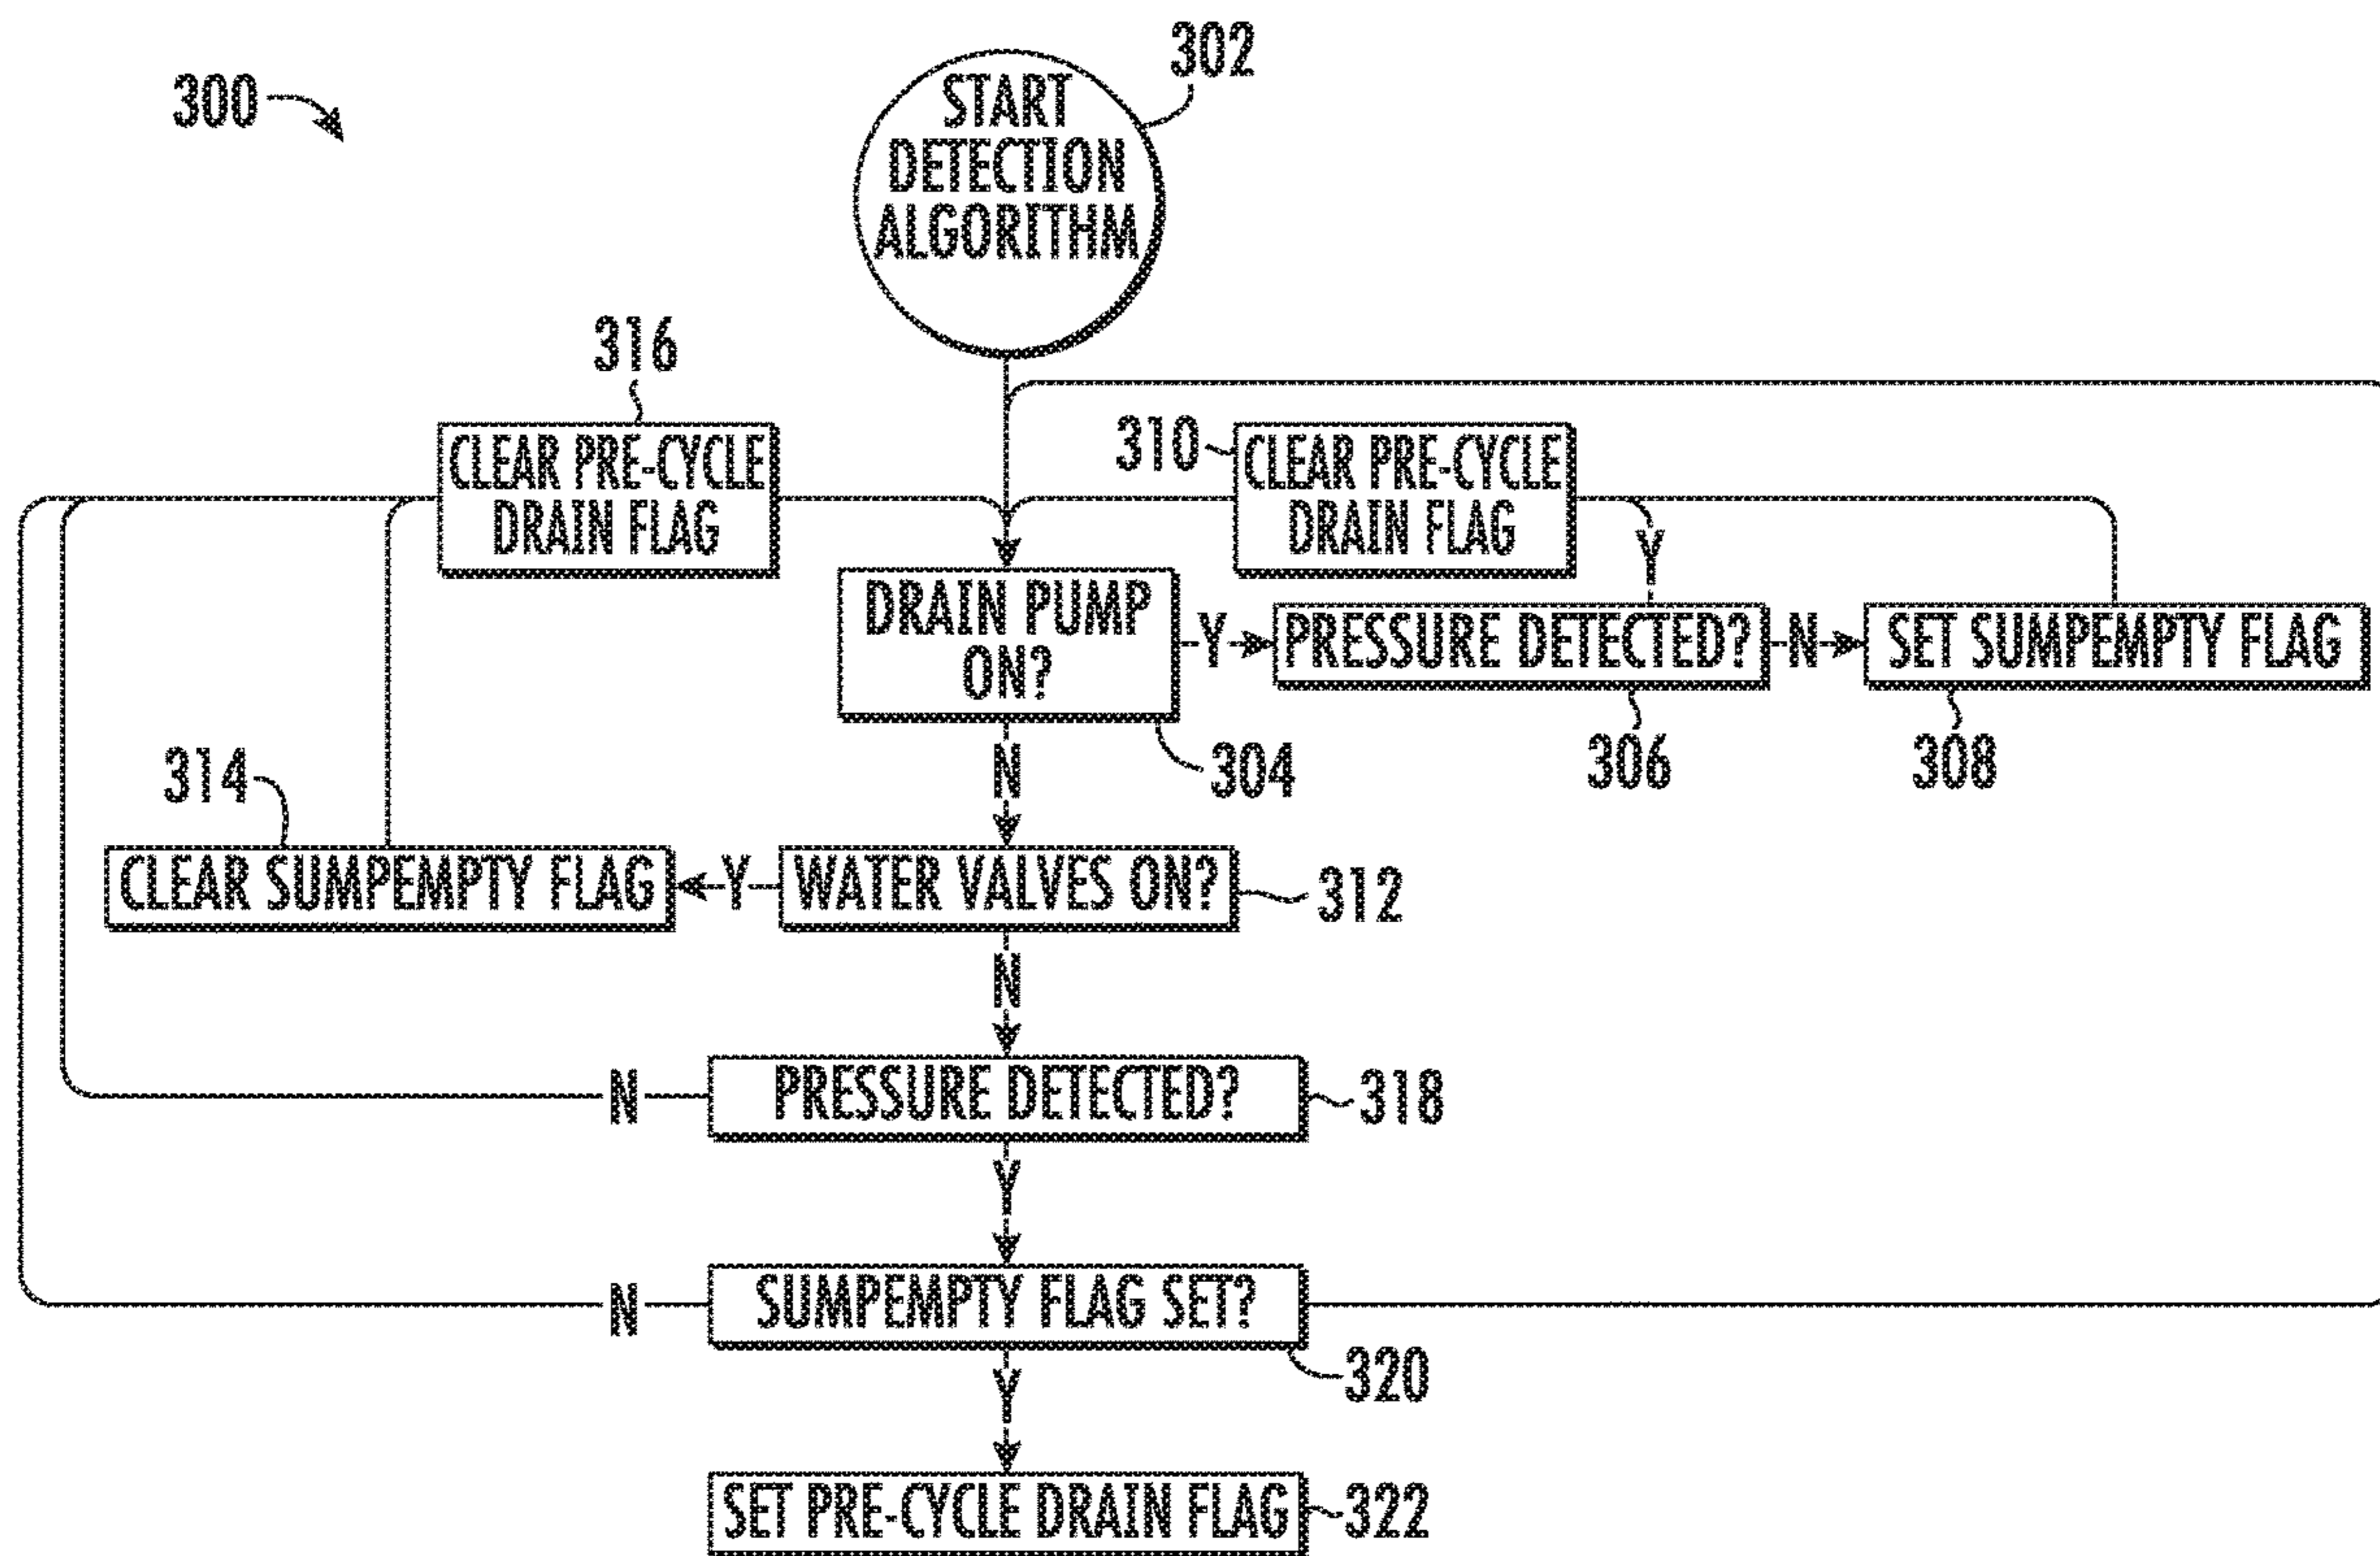 302
300
START
DETECTION
ALGORITHM
316
310
CLEAR PRE-CYCLE
DRAIN FLAG
CLEAR PRE-CYCLE
DRAIN FLAG
Y
DRAIN PUMP
ON?
Y
PRESSURE DETECTED?
N
SET SUMPEMPTY FLAG
304
306
308
N
314
CLEAR SUMPEMPTY FLAG
Y
WATER VALVES ON?
312
N
N
PRESSURE DETECTED?
318
Y
N
SUMPEMPTY FLAG SET?
320
Y
SET PRE-CYCLE DRAIN FLAG
322